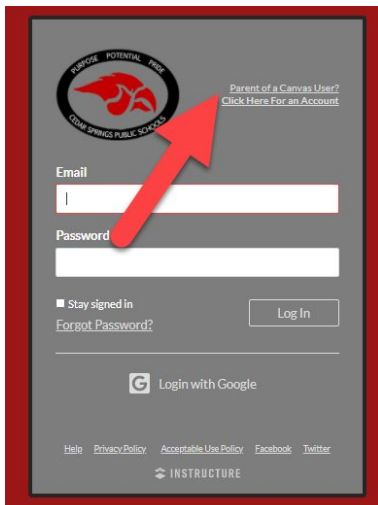 PURPOSE POTENTIAL PRIDE
CEDAR SPRINGS PUBLIC SCHOOLS
Parent of a Canvas User?
Click Here For an Account
Email
Password
Stay signed in
Forgot Password?
Log In
G Login with Google
Help Privacy Policy Acceptable Use Policy Facebook Twitter
INSTRUCTURE